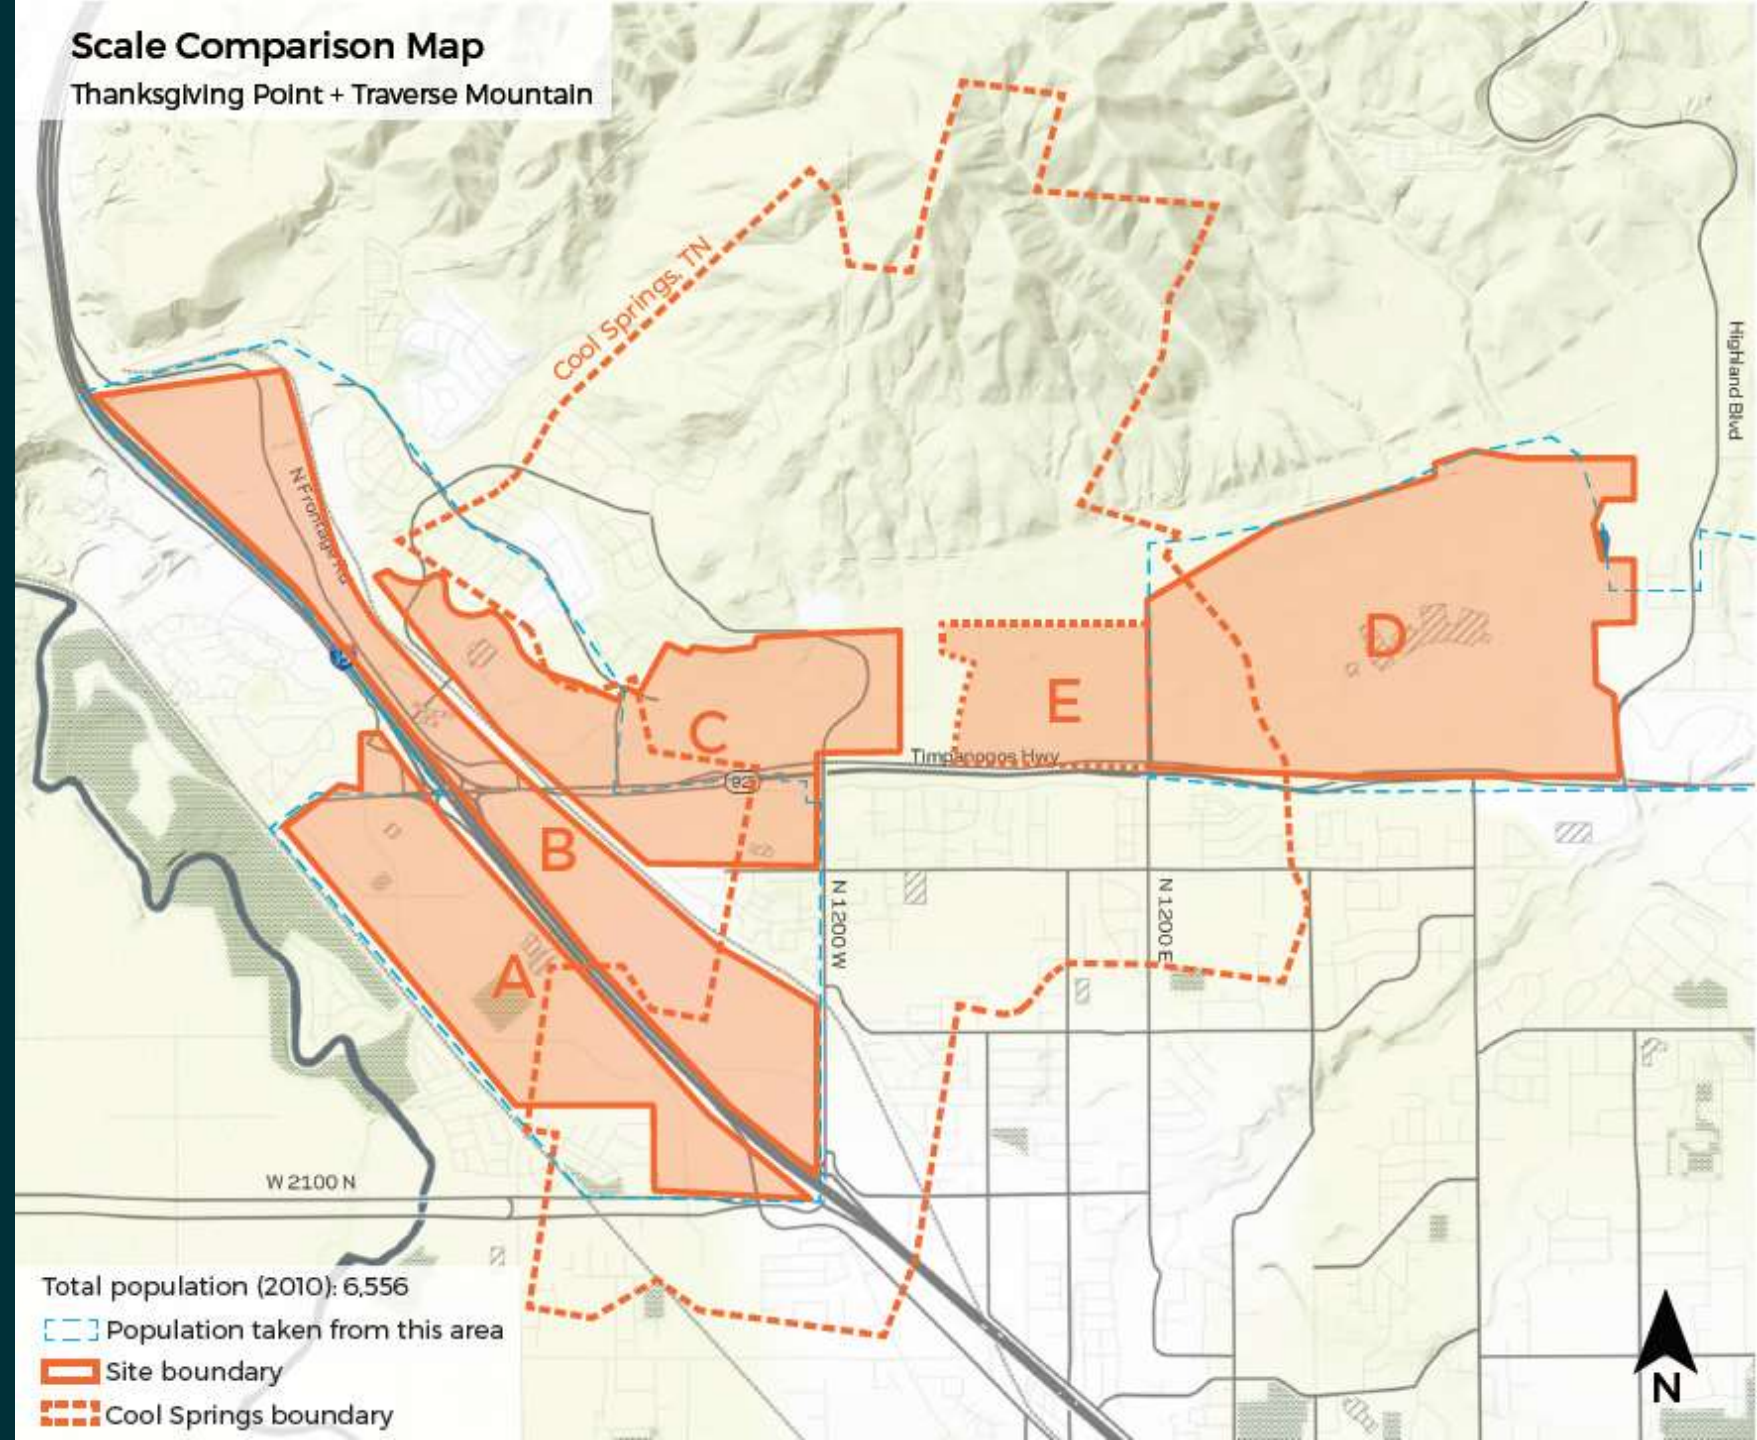 Scale Comparison Map
Thanksgiving Point + Traverse Mountain
Cool Springs, TN
Highland Blvd
N Frontage Rd
D
E
C
Timpanogos Hwy
92
B
A
N 1200 W
N 1200 E
W 2100 N
Total population (2010): 6,556
Population taken from this area
Site boundary
Cool Springs boundary
N